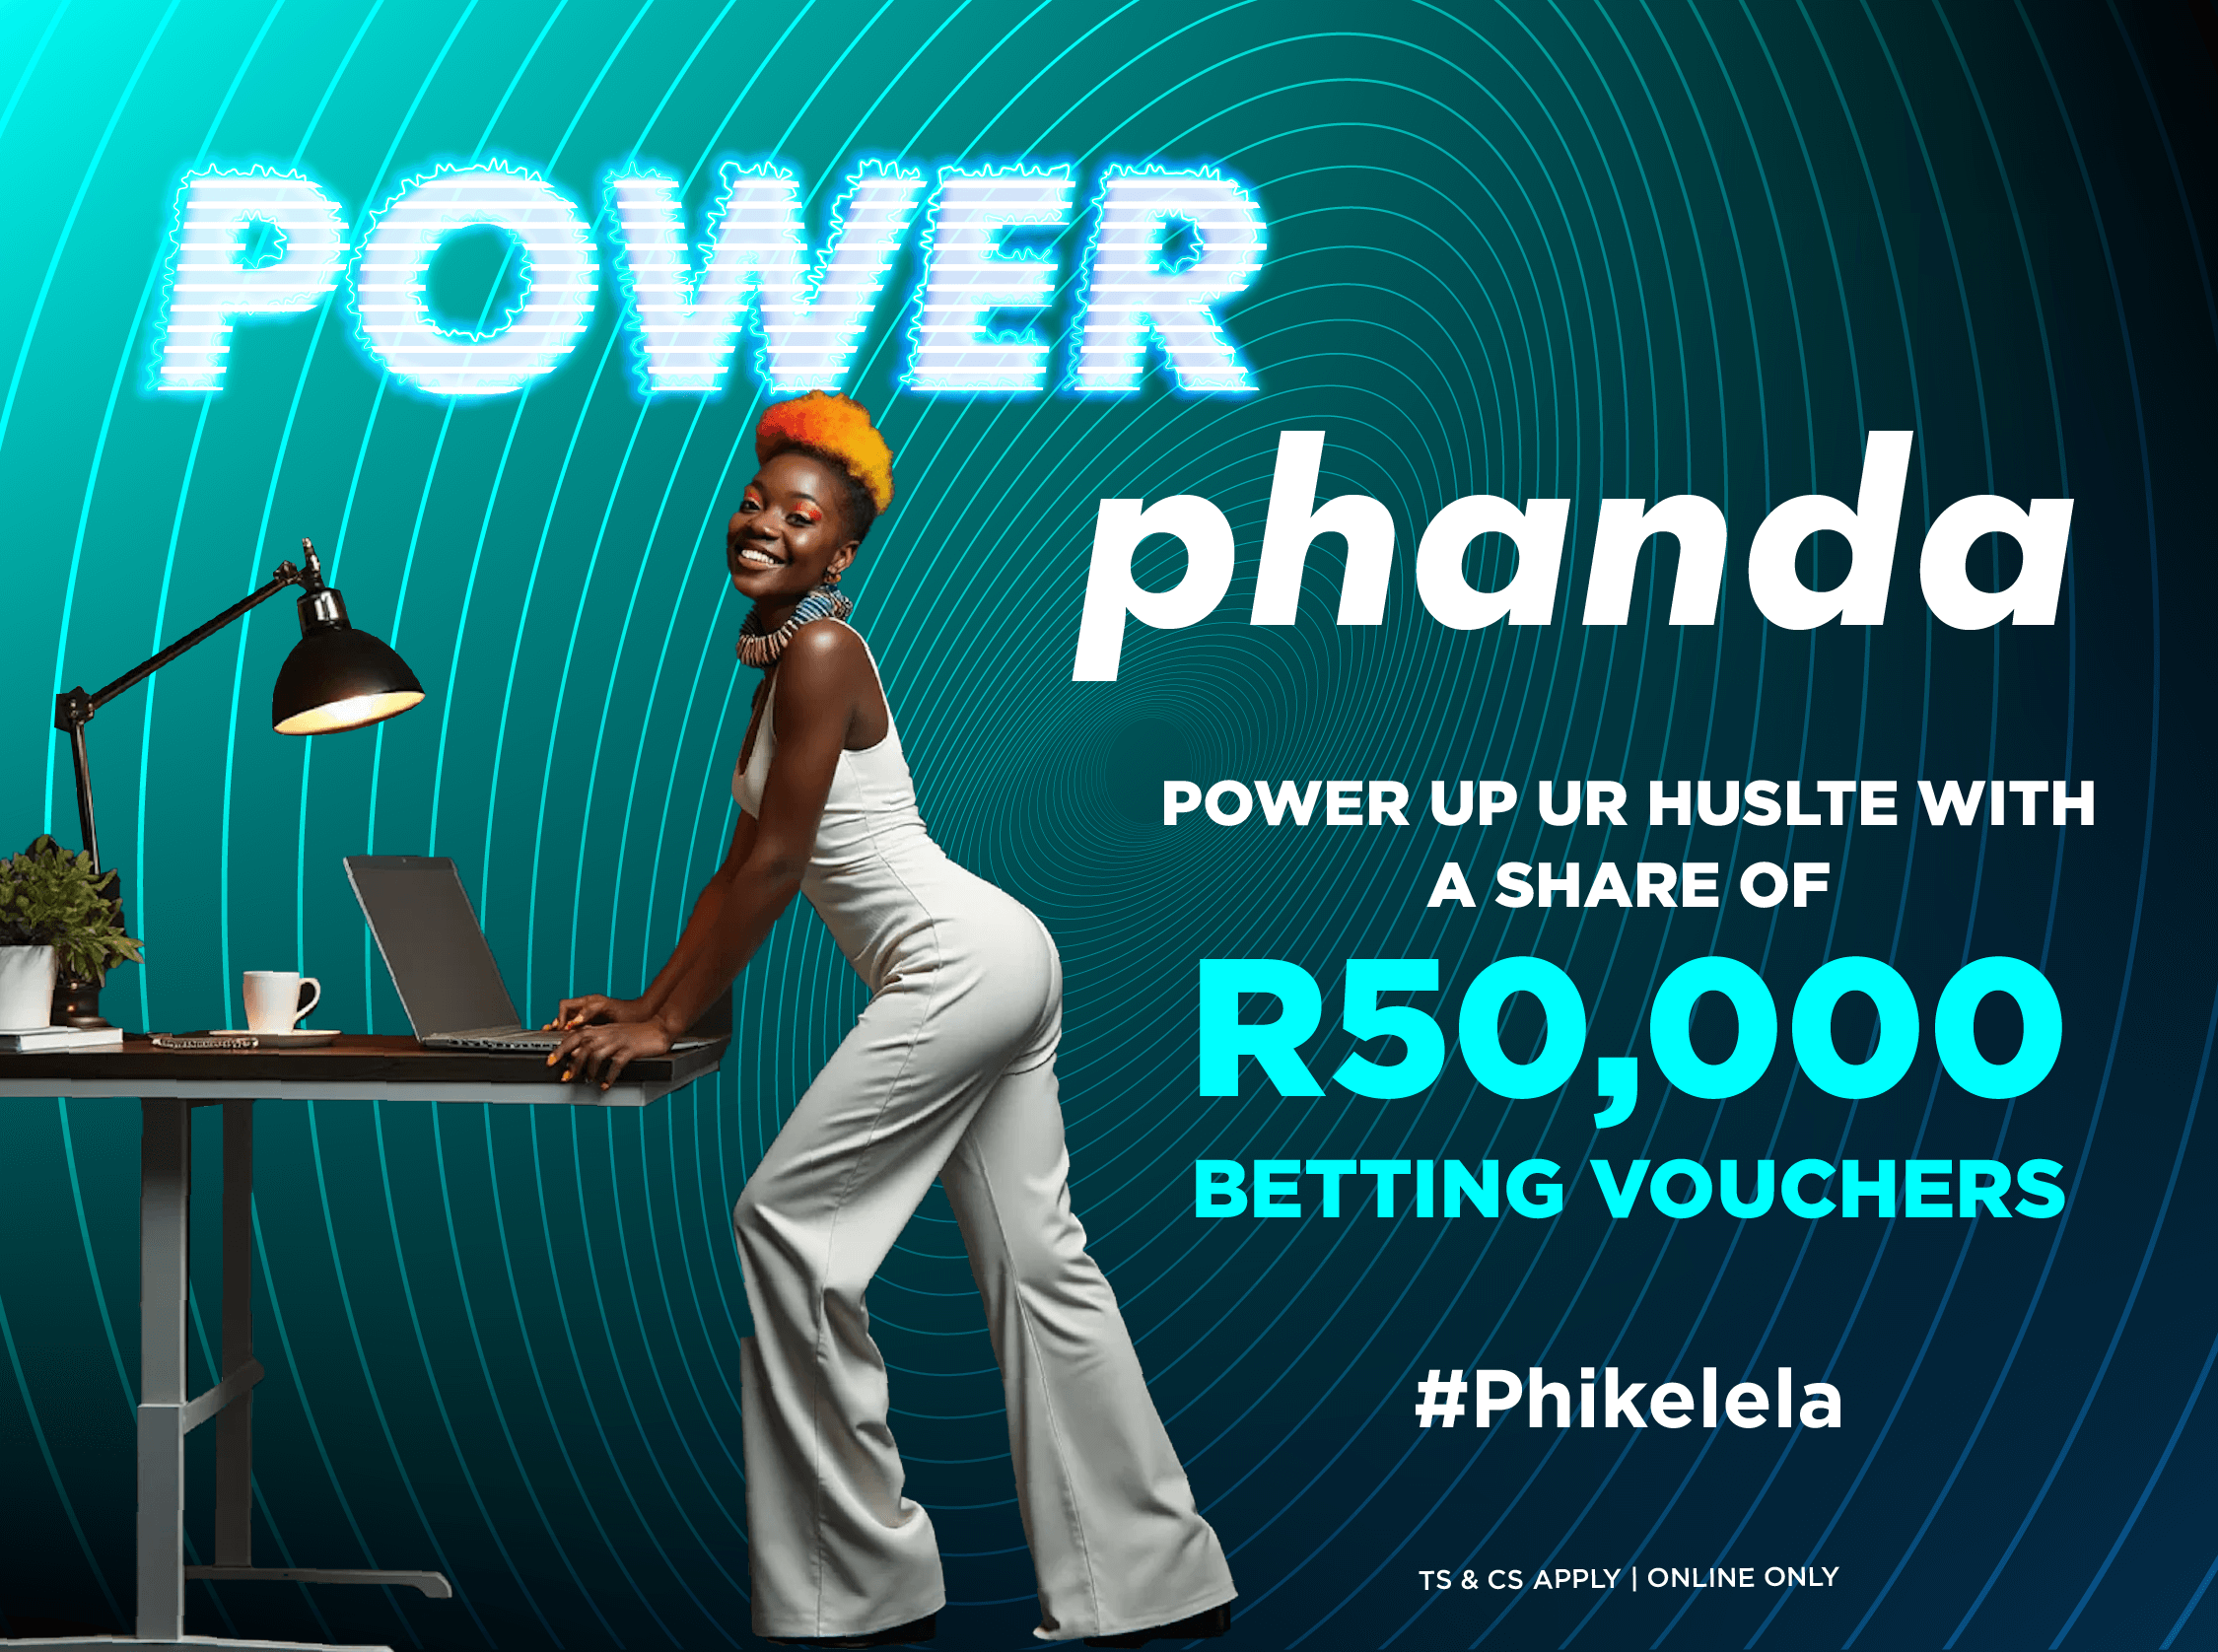 POWER
phanda
POWER UP UR HUSLTE WITH
A SHARE OF
R50,000
BETTING VOUCHERS
#Phikelela
TS & CS APPLY | ONLINE ONLY